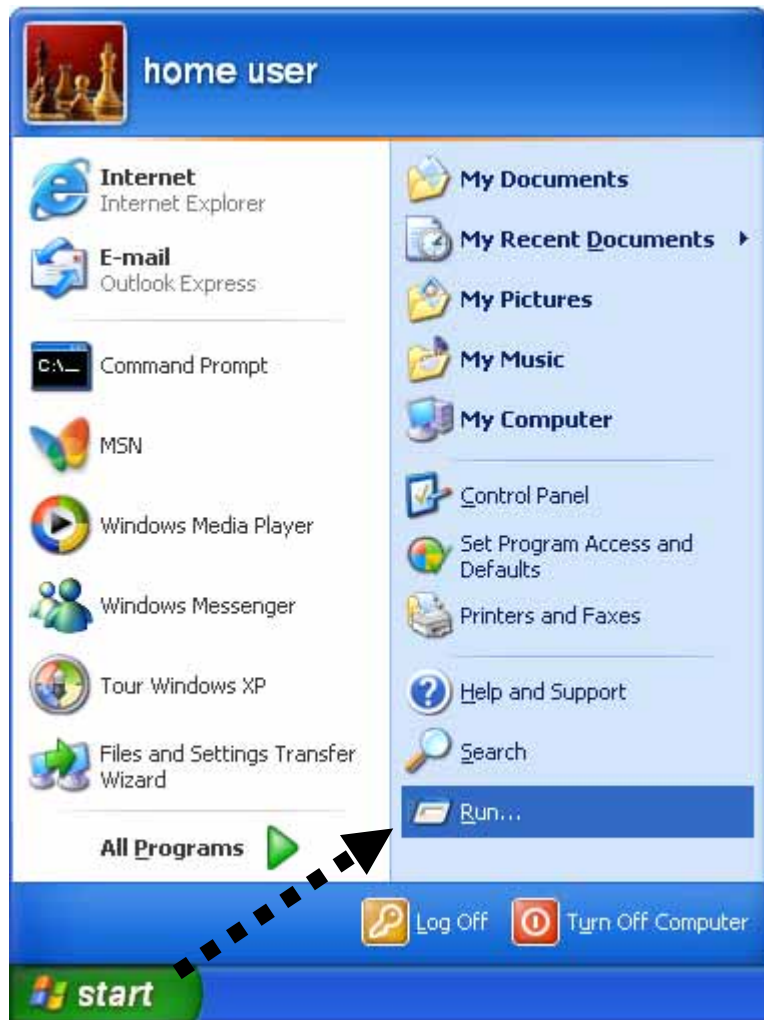 home user
Internet
Internet Explorer
E-mail
Outlook Express
C:\_
Command Prompt
MSN
Windows Media Player
Windows Messenger
Tour Windows XP
Files and Settings Transfer
Wizard
All Programs
My Documents
My Recent Documents
My Pictures
My Music
My Computer
Control Panel
Set Program Access and
Defaults
Printers and Faxes
Help and Support
Search
Run...
Log Off
Turn Off Computer
start